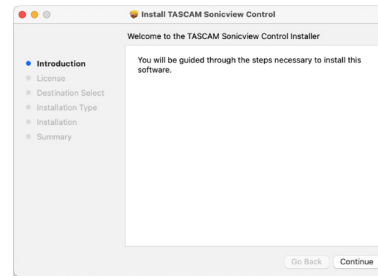 Install TASCAM Sonicview Control
Welcome to the TASCAM Sonicview Control Installer
Introduction
License
Destination Select
Installation Type
Installation
Summary
You will be guided through the steps necessary to install this
software.
Go Back
Continue